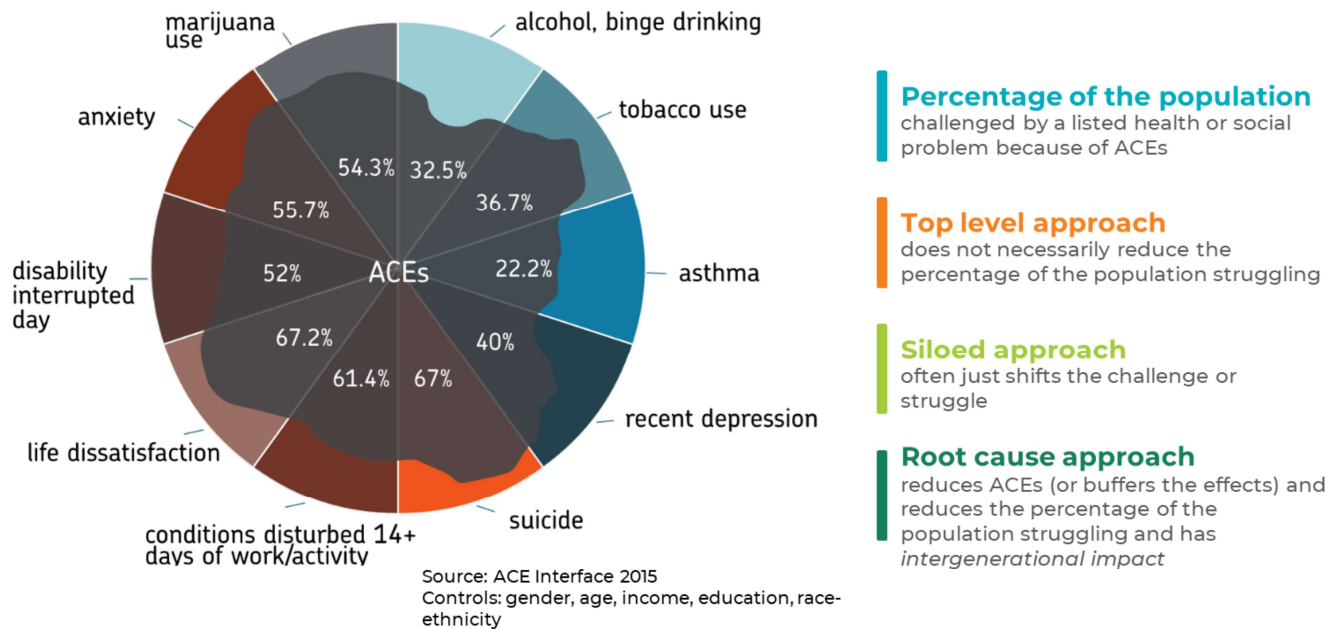 marijuana
use
alcohol, binge drinking
anxiety
tobacco use
54.3%
32.5%
55.7%
36.7%
disability
interrupted
day
52%
ACEs
22.2%
asthma
67.2%
40%
61.4%
67%
life dissatisfaction
recent depression
conditions disturbed 14+
days of work/activity
suicide
Source: ACE Interface 2015
Controls: gender, age, income, education, race-
ethnicity
Percentage of the population
challenged by a listed health or social
problem because of ACEs
Top level approach
does not necessarily reduce the
percentage of the population struggling
Siloed approach
often just shifts the challenge or
struggle
Root cause approach
reduces ACEs (or buffers the effects) and
reduces the percentage of the
population struggling and has
intergenerational impact